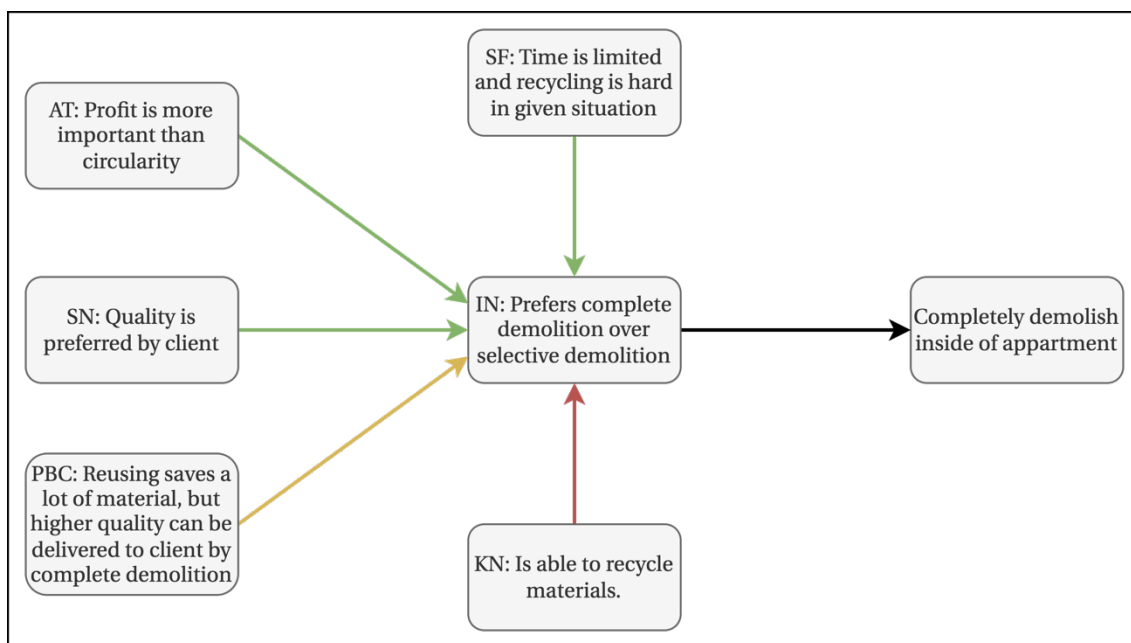 AT: Profit is more
important than
circularity
SF: Time is limited
and recycling is hard
in given situation
SN: Quality is
preferred by client
IN: Prefers complete
demolition over
selective demolition
Completely demolish
inside of appartment
PBC: Reusing saves a
lot of material, but
higher quality can be
delivered to client by
complete demolition
KN: Is able to recycle
materials.